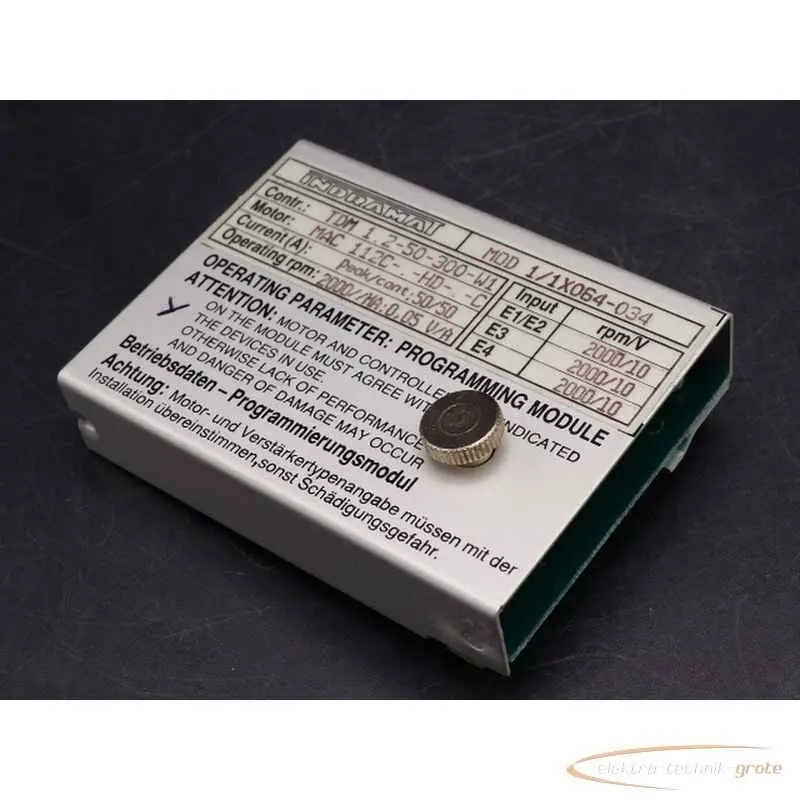 INDRAMAT
MOD 1/1X064-034
Contr.: TDM 1.2-50-300-W1
Motor: MAC 112C-.-HD-.-C
Current(A): peak/cont:50/50
Operating rpm: 2000/MA:0.05 V/A
Input rpm/V
E1/E2 2000/10
E3 2000/10
E4 2000/10
OPERATING PARAMETER: PROGRAMMING MODULE
ATTENTION: MOTOR AND CONTROLLE INDICATED
ON THE MODULE MUST AGREE WIT
THE DEVICES IN USE.
OTHERWISE LACK OF PERFORMANCE
AND DANGER OF DAMAGE MAY OCCUR
Betriebsdaten - Programmierungsmodul
Achtung: Motor- und Verstärkertypenangabe müssen mit der
Installation übereinstimmen,sonst Schädigungsgefahr.
elektro-technik-grote